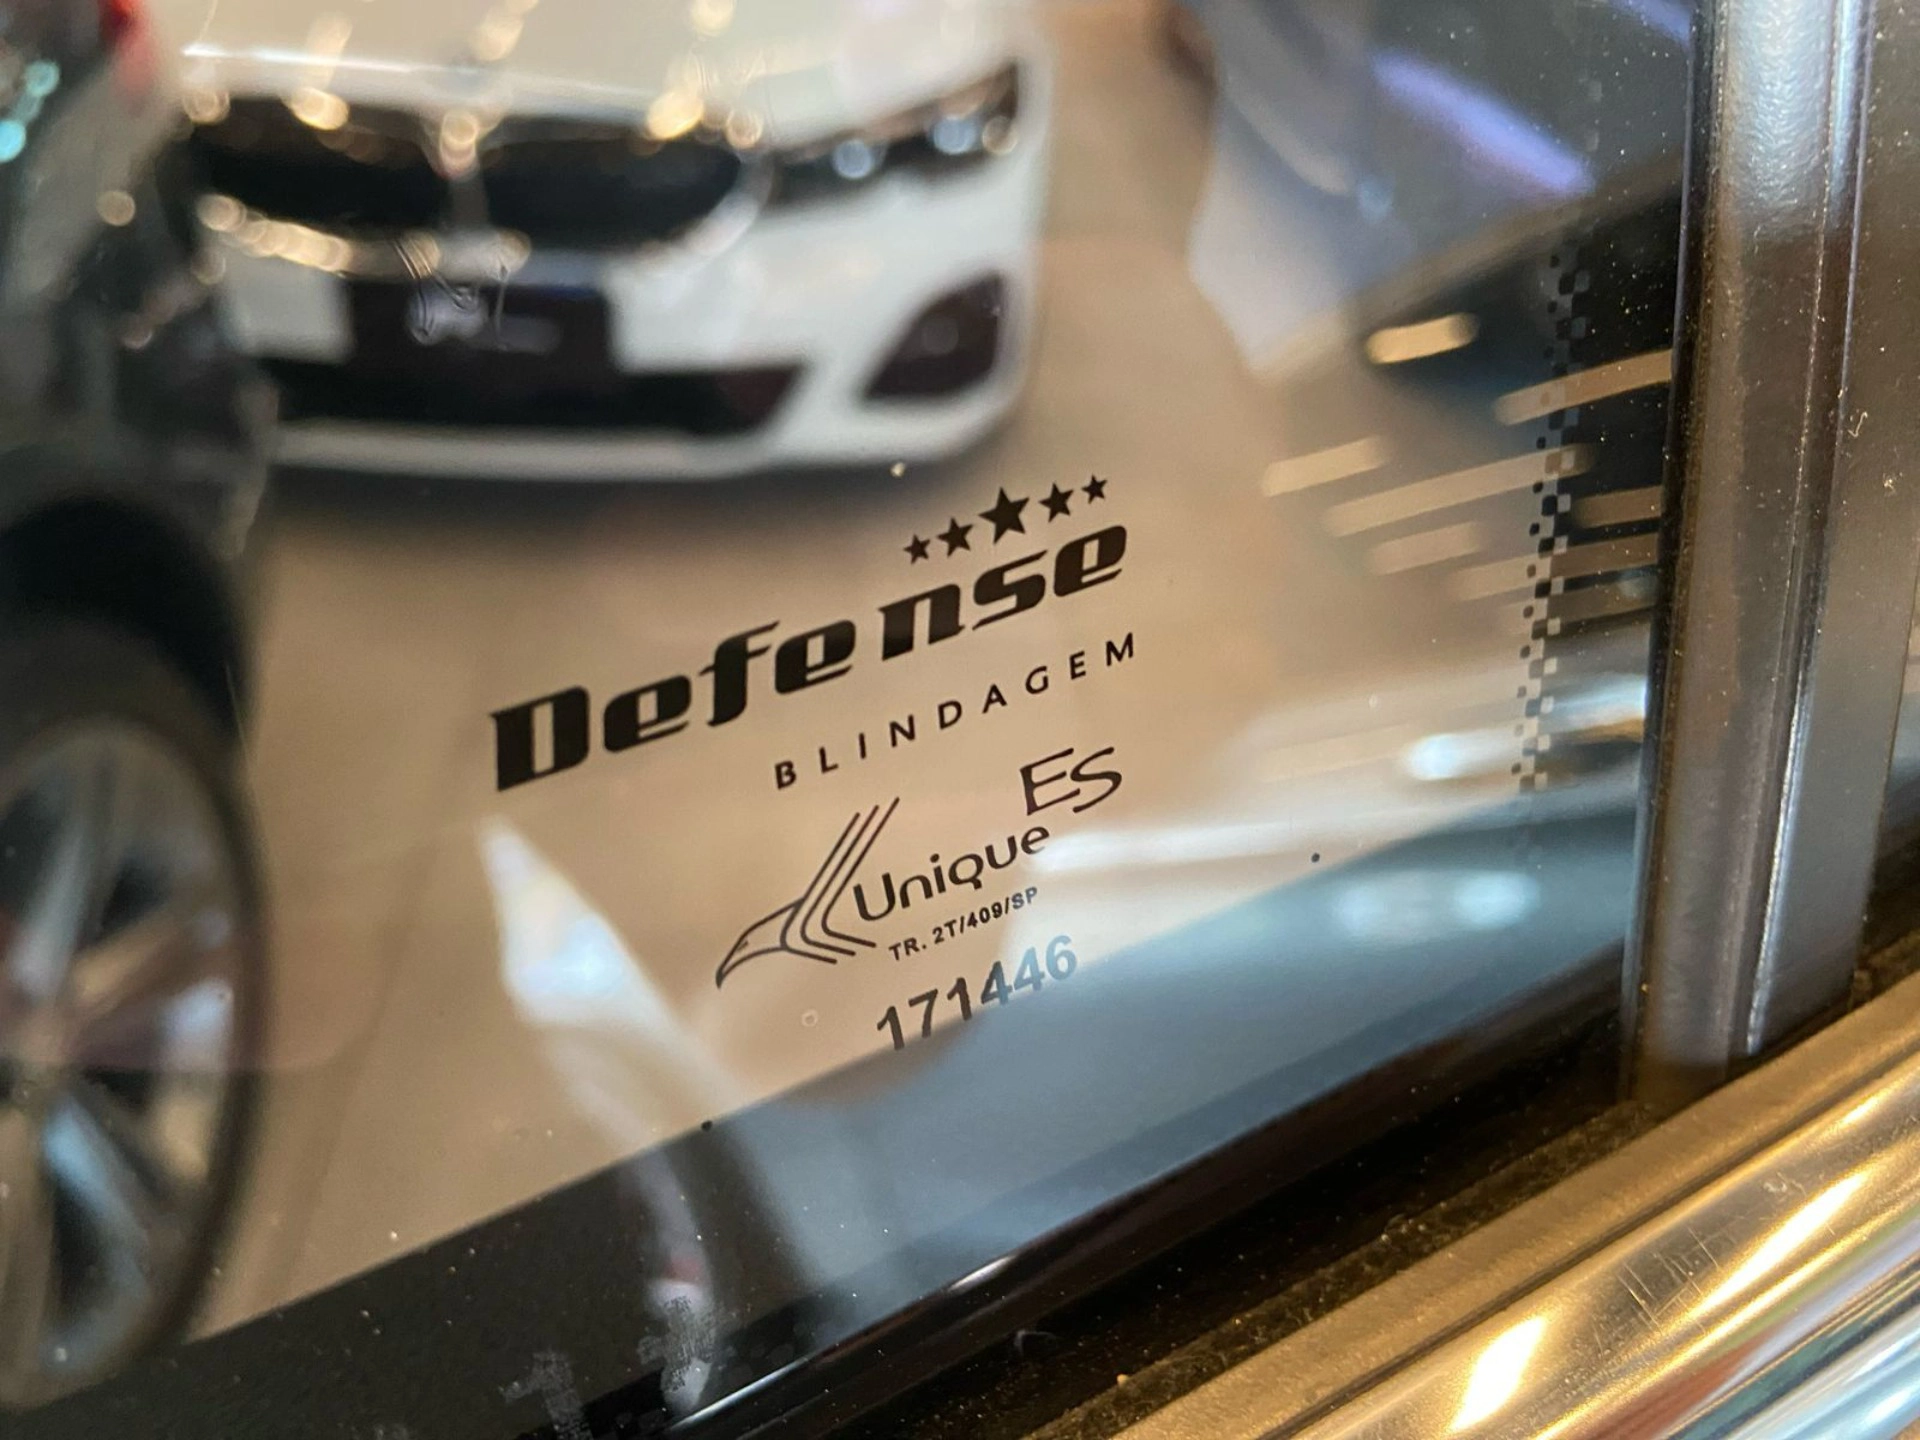 Defense
BLINDAGEM
Unique ES
TR. 2T/409/SP
171446